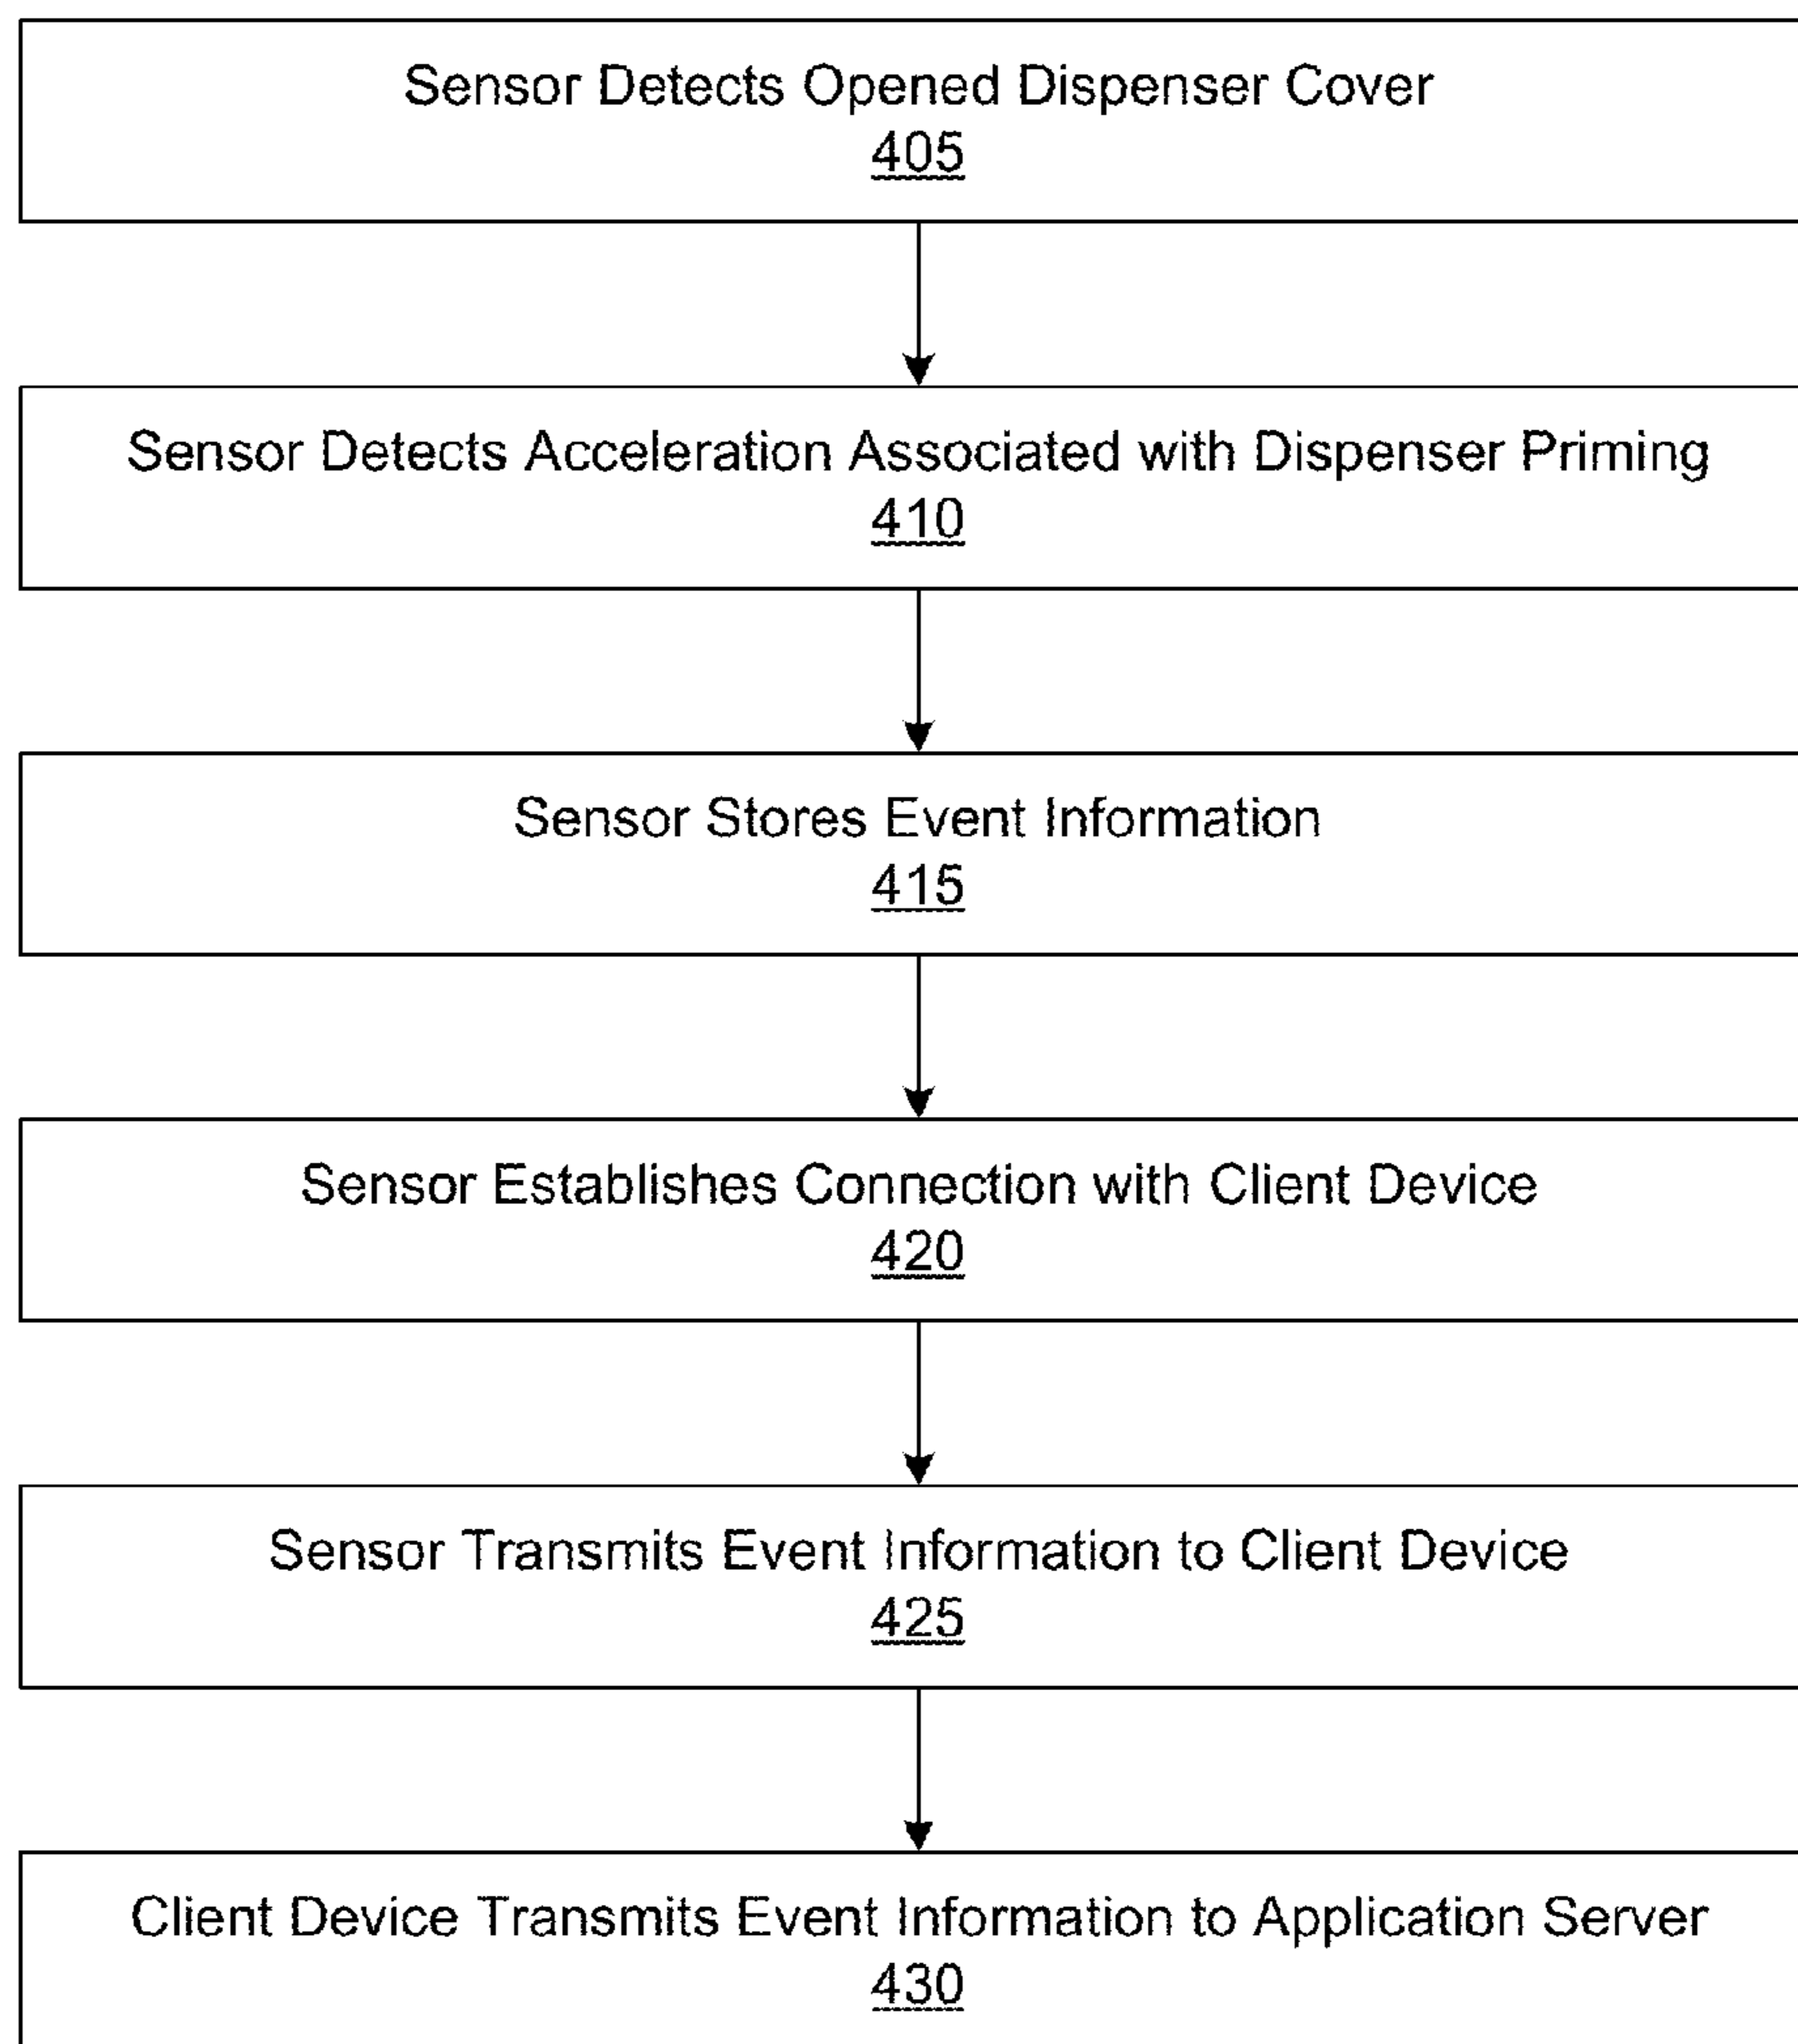 Sensor Detects Opened Dispenser Cover
405
Sensor Detects Acceleration Associated with Dispenser Priming
410
Sensor Stores Event Information
415
Sensor Establishes Connection with Client Device
420
Sensor Transmits Event Information to Client Device
425
Client Device Transmits Event Information to Application Server
430